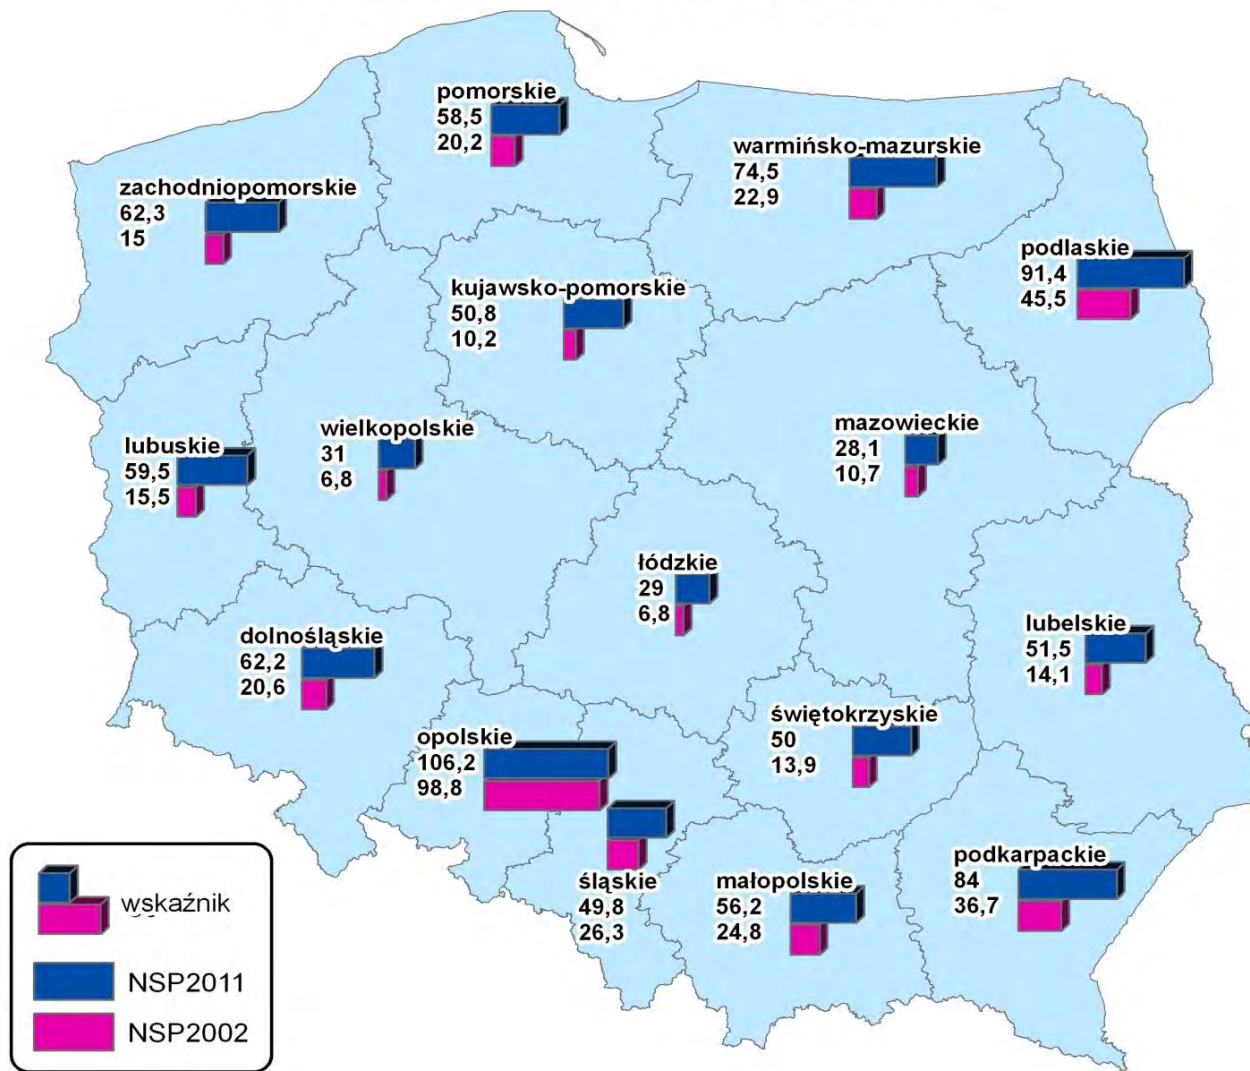 pomorskie
58,5
20,2
warmińsko-mazurskie
74,5
22,9
zachodniopomorskie
62,3
15
podlaskie
91,4
45,5
kujawsko-pomorskie
50,8
10,2
mazowieckie
28,1
10,7
wielkopolskie
31
6,8
lubuskie
59,5
15,5
łódzkie
29
6,8
lubelskie
51,5
14,1
dolnośląskie
62,2
20,6
świętokrzyskie
50
13,9
opolskie
106,2
98,8
śląskie
49,8
26,3
małopolskie
56,2
24,8
podkarpackie
84
36,7
wskaźnik
NSP2011
NSP2002